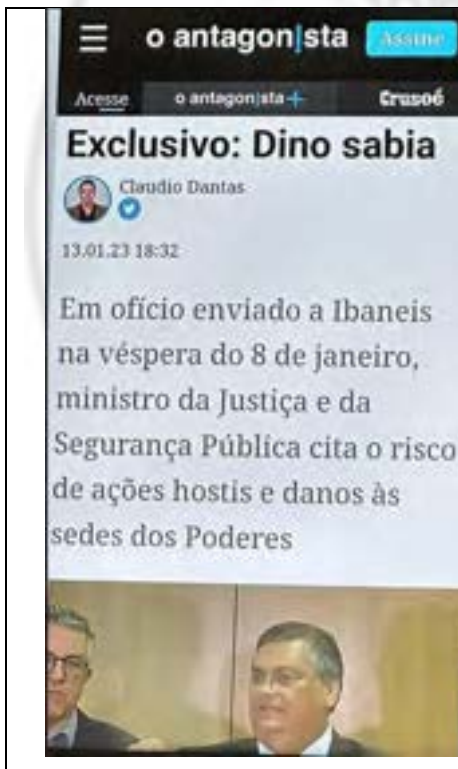 o antagon|sta Assine
Acesse o antagon|sta+ Crusoé
Exclusivo: Dino sabia
Claudio Dantas
13.01.23 18:32
Em ofício enviado a Ibaneis
na véspera do 8 de janeiro,
ministro da Justiça e da
Segurança Pública cita o risco
de ações hostis e danos às
sedes dos Poderes